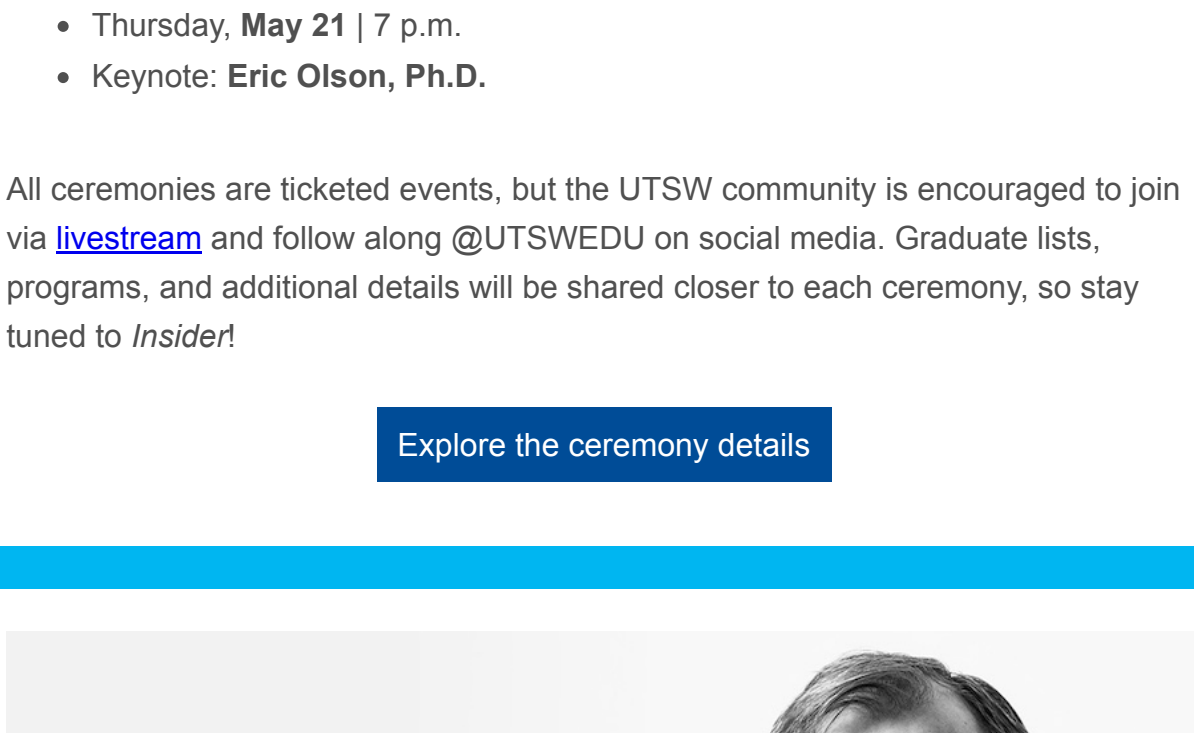 Thursday, May 21 | 7 p.m.
Keynote: Eric Olson, Ph.D.
All ceremonies are ticketed events, but the UTSW community is encouraged to join
via livestream and follow along @UTSWEDU on social media. Graduate lists,
programs, and additional details will be shared closer to each ceremony, so stay
tuned to Insider!
Explore the ceremony details